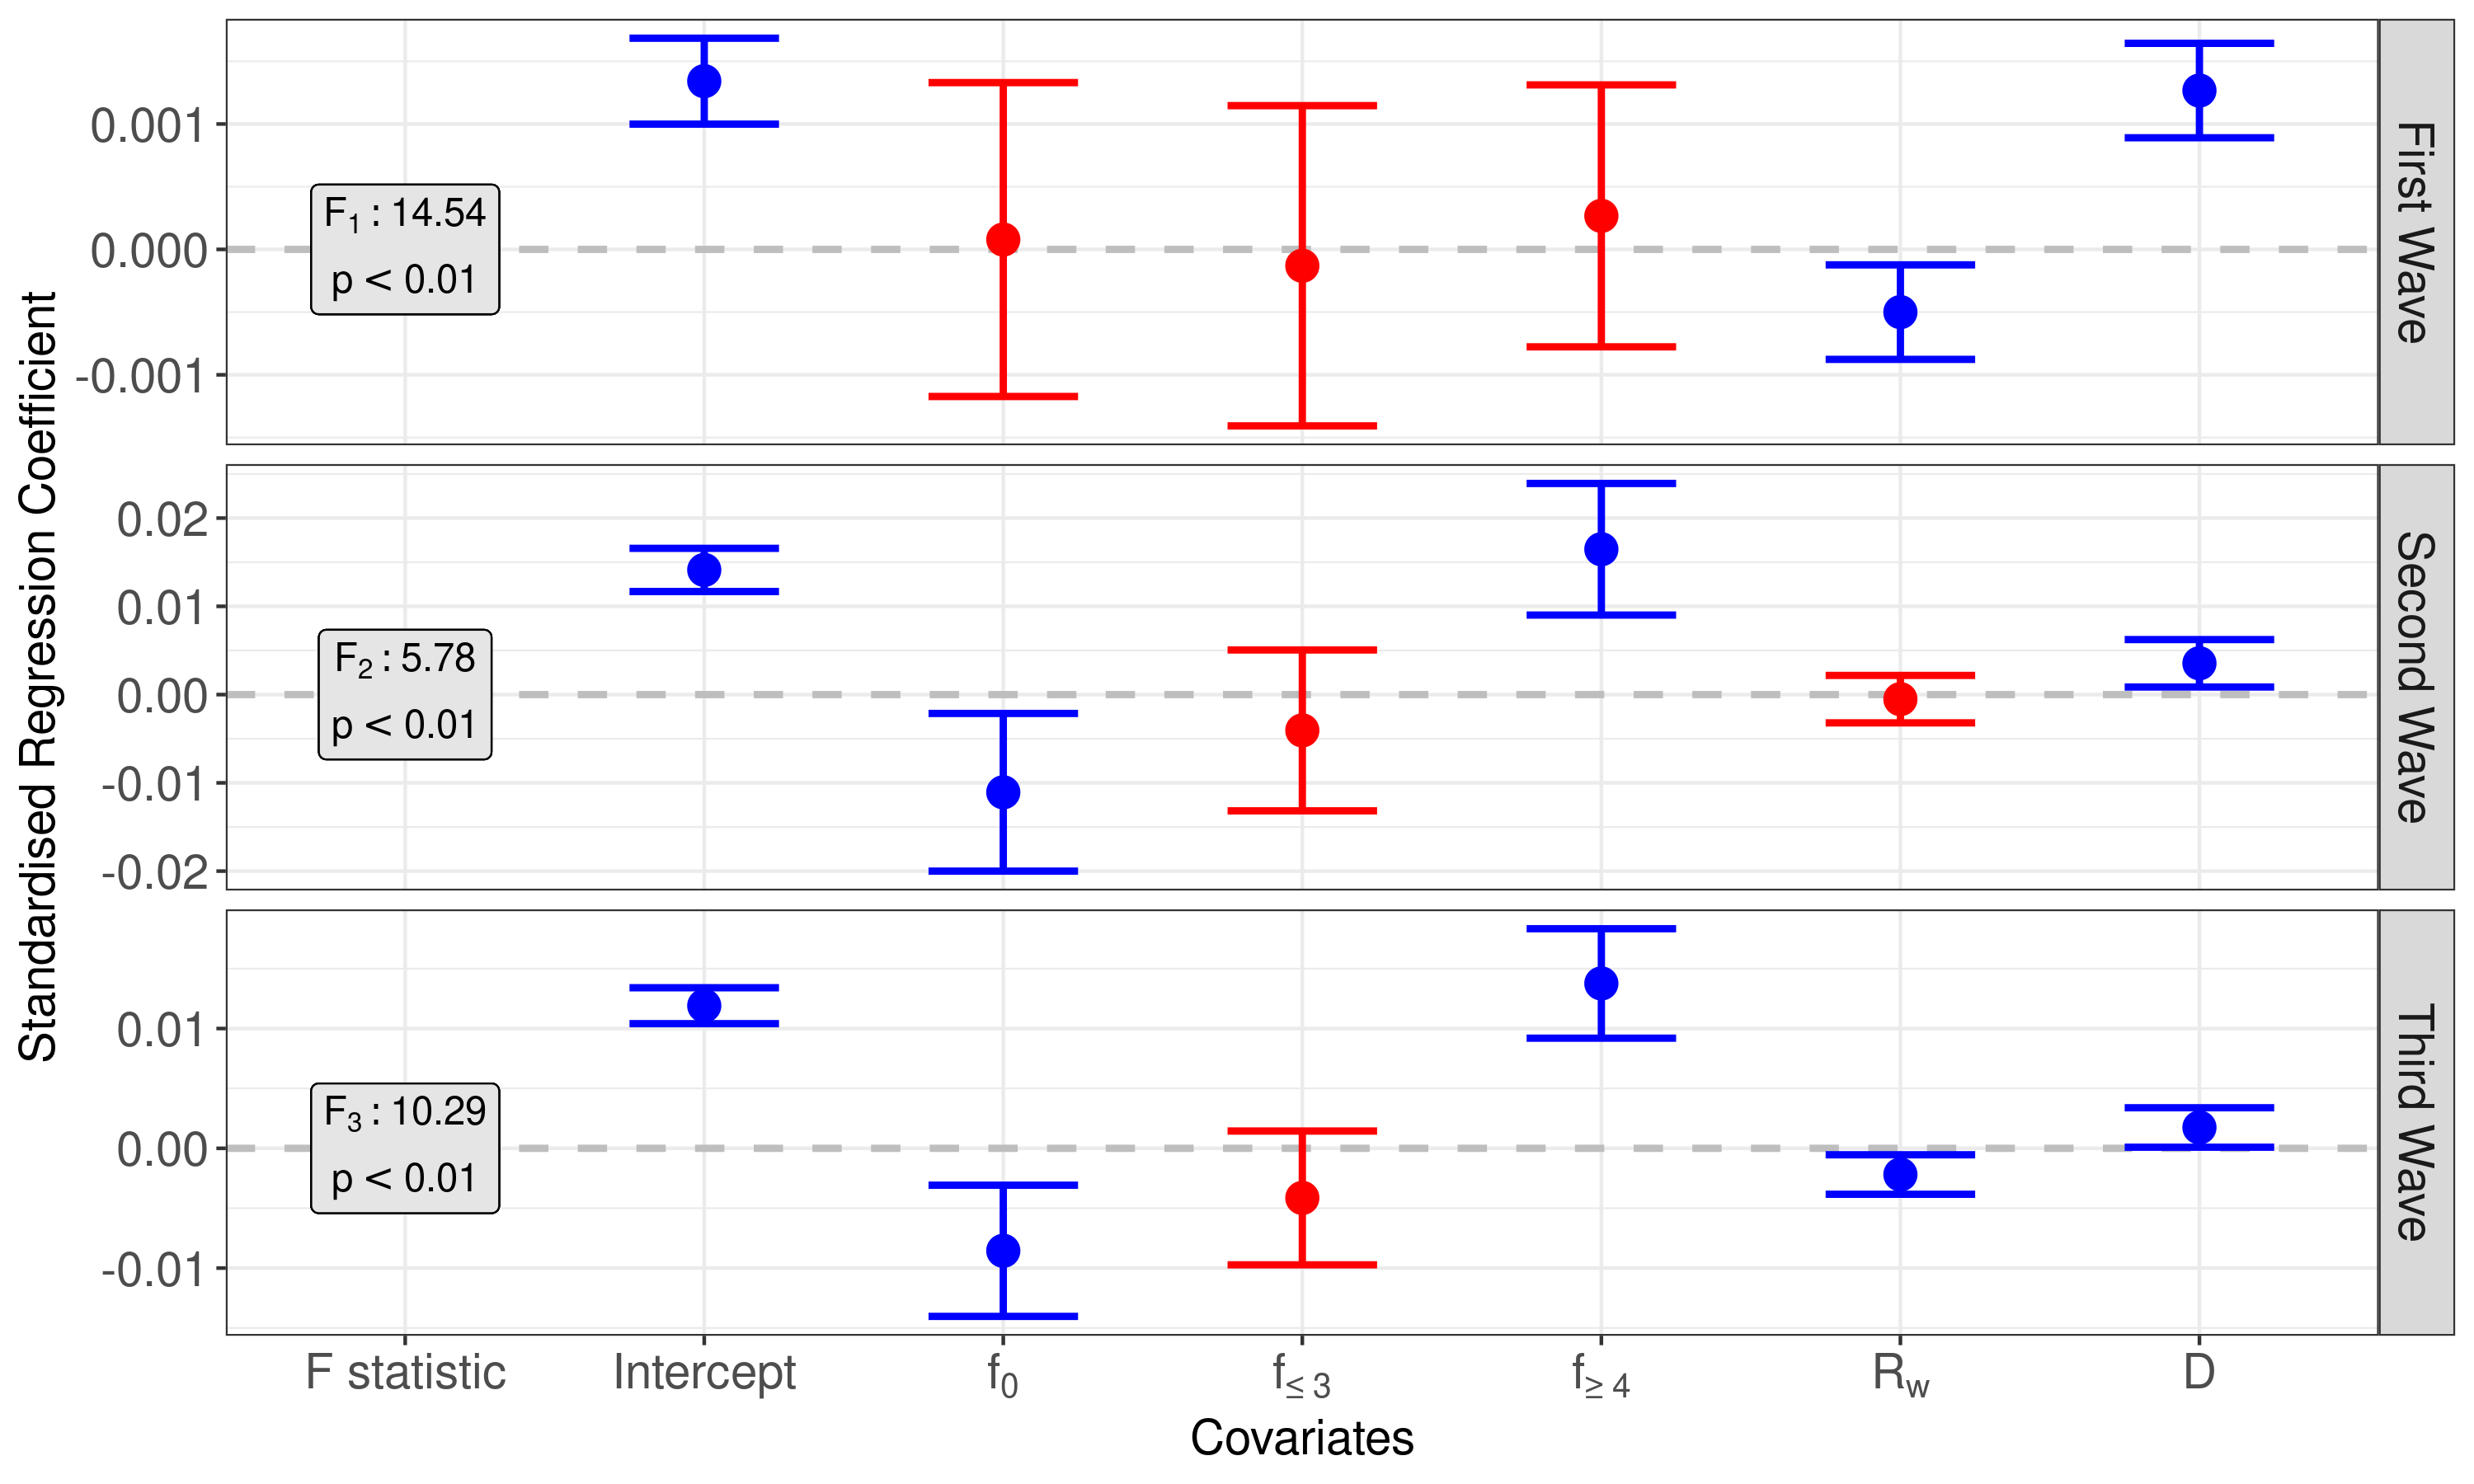 Standardised Regression Coefficient
0.001
0.000
-0.001
F₁ : 14.54
p < 0.01
First Wave
0.02
0.01
0.00
-0.01
-0.02
F₂ : 5.78
p < 0.01
Second Wave
0.01
0.00
-0.01
F₃ : 10.29
p < 0.01
Third Wave
F statistic Intercept f₀ f≤ 3 f≥ 4 Rw D
Covariates